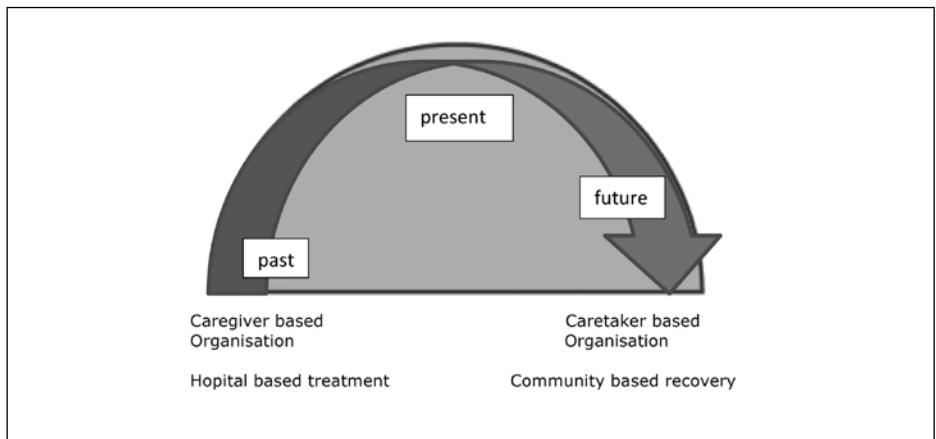 present
future
past
Caregiver based
Organisation
Caretaker based
Organisation
Hopital based treatment
Community based recovery